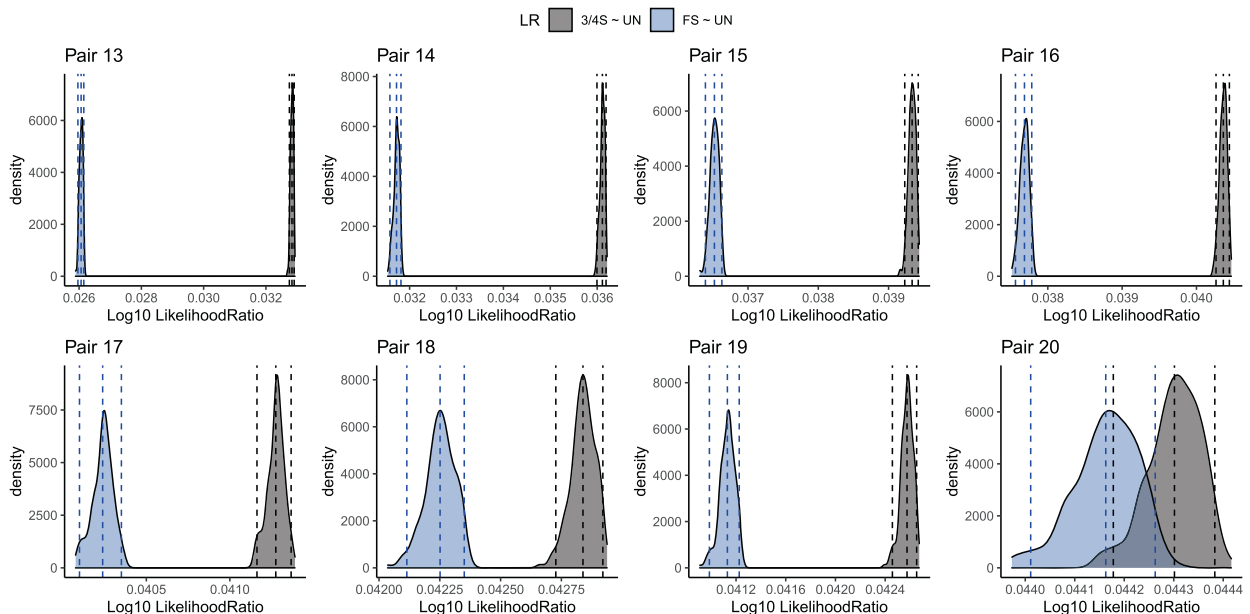 LR 3/4S ~ UN FS ~ UN
Pair 13 Pair 14 Pair 15 Pair 16
density 0 2000 4000 6000
0.026 0.028 0.030 0.032
Log10 LikelihoodRatio
density 0 2000 4000 6000 8000
0.032 0.033 0.034 0.035 0.036
Log10 LikelihoodRatio
density 0 2000 4000 6000
0.037 0.038 0.039
Log10 LikelihoodRatio
density 0 2000 4000 6000
0.038 0.039 0.040
Log10 LikelihoodRatio
Pair 17 Pair 18 Pair 19 Pair 20
density 0 2500 5000 7500
0.0405 0.0410
Log10 LikelihoodRatio
density 0 2000 4000 6000 8000
0.04200 0.04225 0.04250 0.04275
Log10 LikelihoodRatio
density 0 2000 4000 6000 8000
0.0412 0.0416 0.0420 0.0424
Log10 LikelihoodRatio
density 0 2000 4000 6000
0.0440 0.0441 0.0442 0.0443 0.0444
Log10 LikelihoodRatio